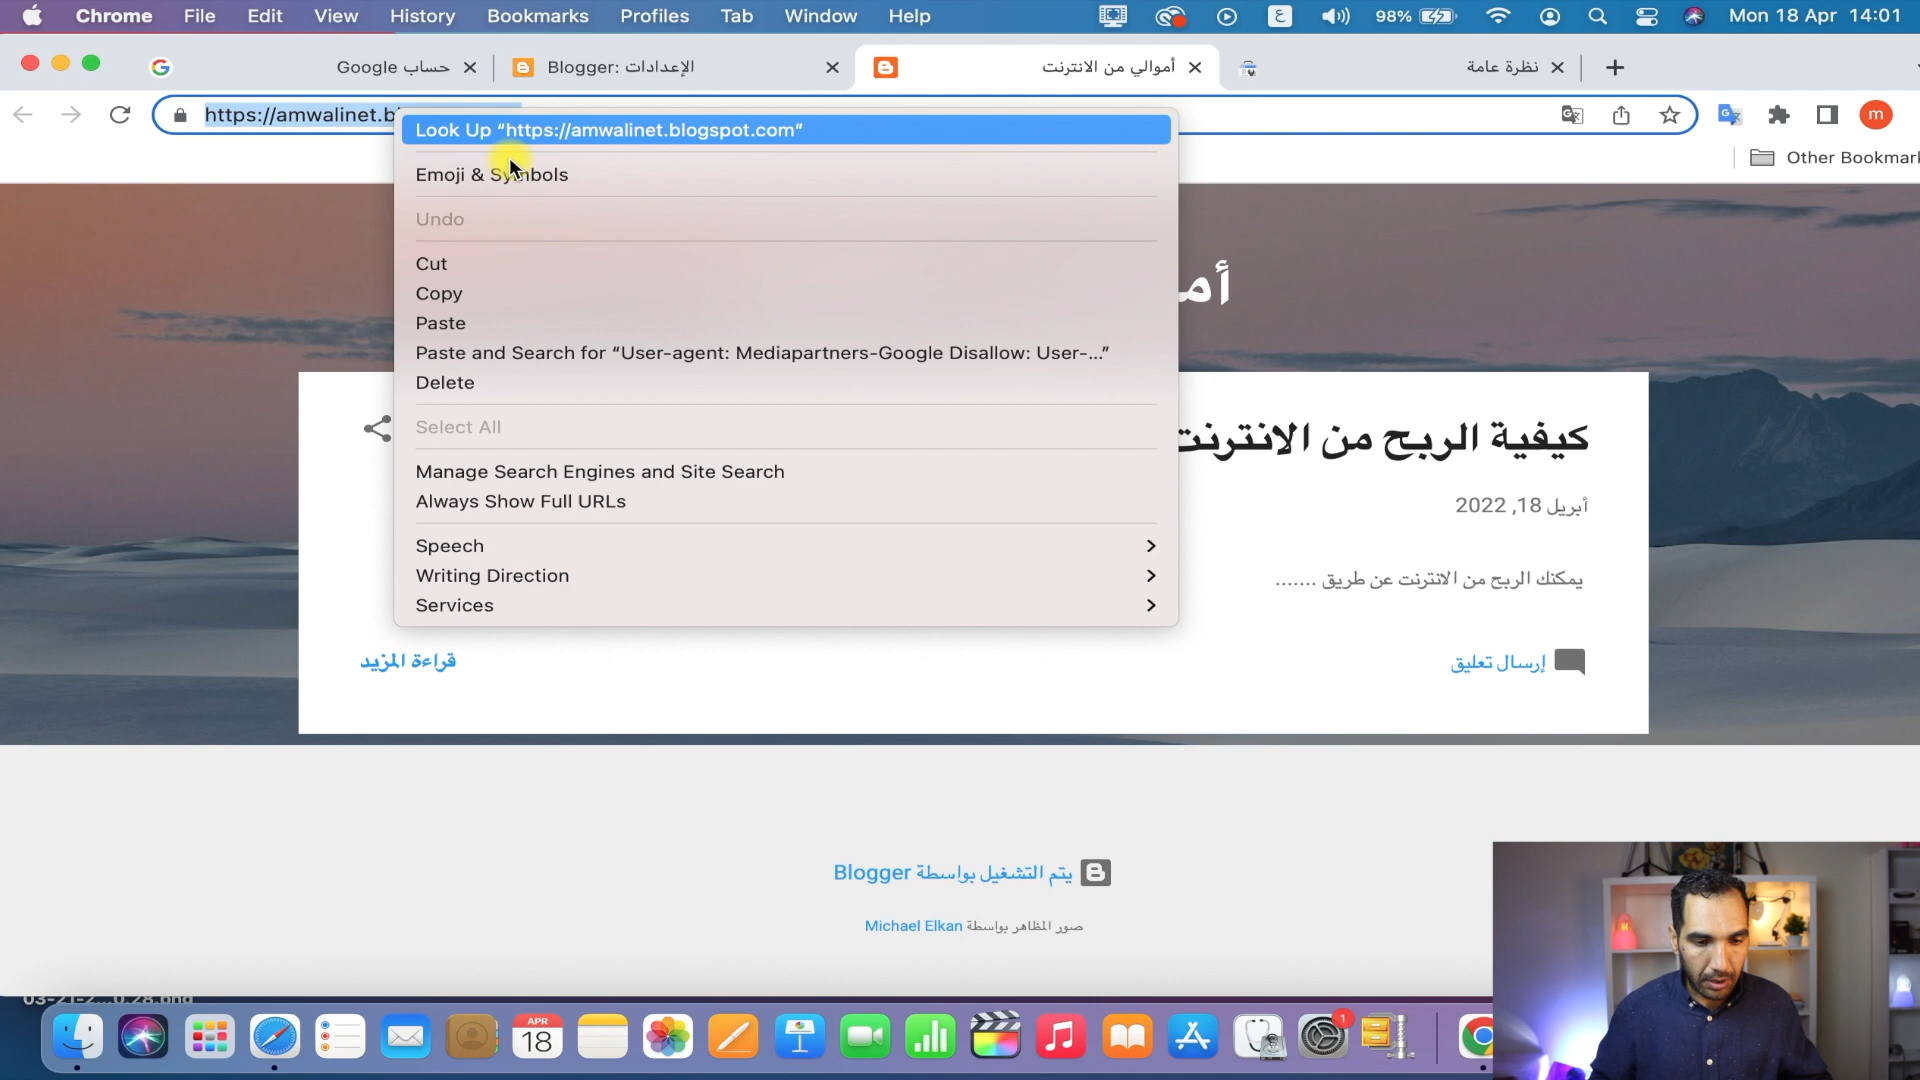 Chrome File Edit View History Bookmarks Profiles Tab Window Help ع 98% Mon 18 Apr 14:01
حساب Google
Blogger: الإعدادات
أموالي من الانترنت
نظرة عامة
https://amwalinet.b
m
Other Bookmark
Look Up “https://amwalinet.blogspot.com”
Emoji & Symbols
Undo
Cut
Copy
Paste
Paste and Search for “User-agent: Mediapartners-Google Disallow: User-...”
Delete
Select All
Manage Search Engines and Site Search
Always Show Full URLs
Speech
Writing Direction
Services
أم
كيفية الربح من الانترنت
أبريل 18, 2022
يمكنك الربح من الانترنت عن طريق .......
إرسال تعليق
قراءة المزيد
يتم التشغيل بواسطة Blogger
صور المظاهر بواسطة Michael Elkan
APR
18
1